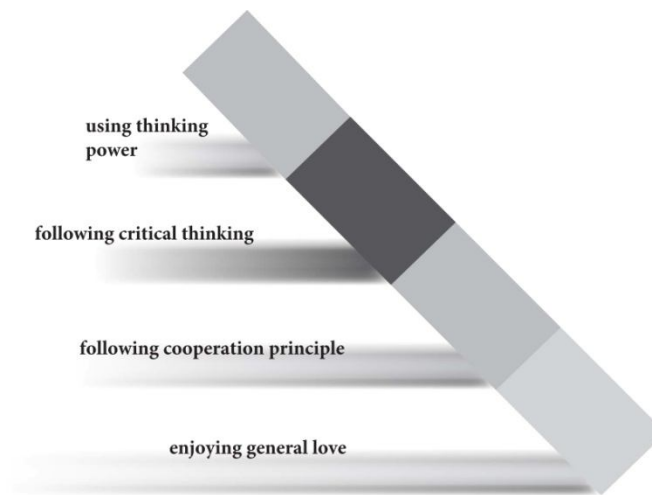 using thinking
power
following critical thinking
following cooperation principle
enjoying general love